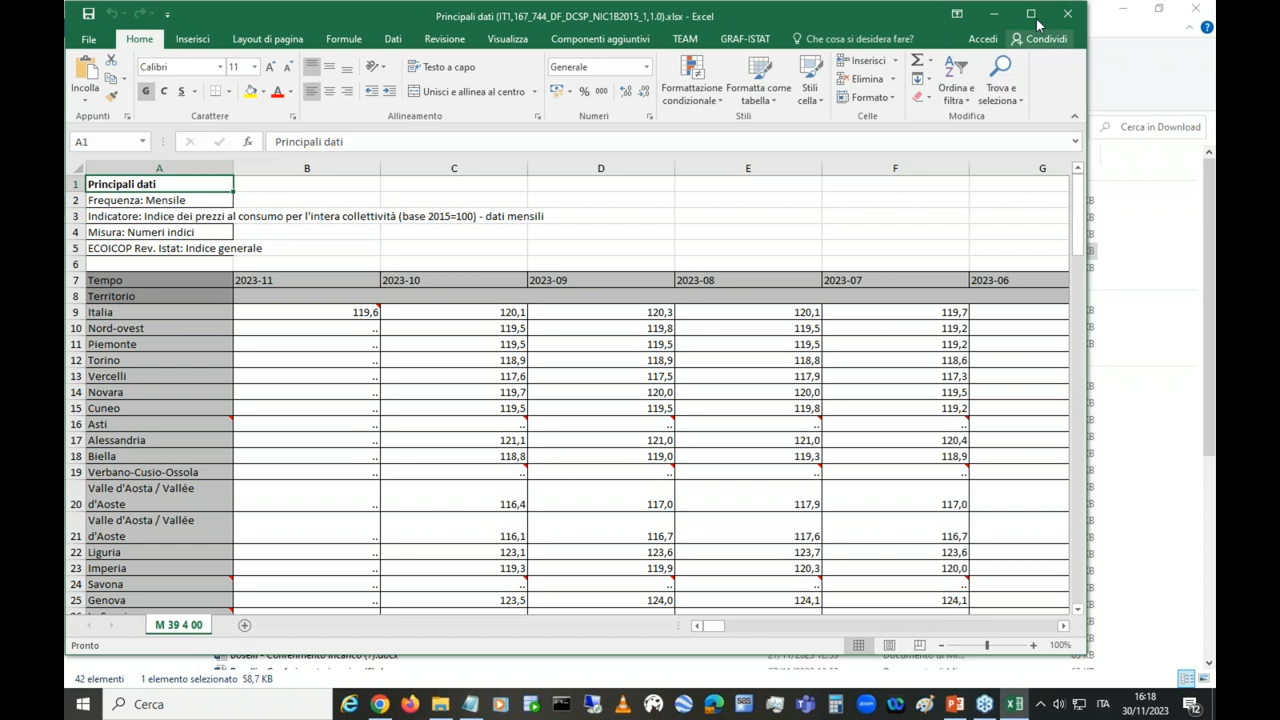 Principali dati (IT1,167_744_DF_DCSP_NIC1B2015_1,1.0).xlsx - Excel
File Home Inserisci Layout di pagina Formule Dati Revisione Visualizza Componenti aggiuntivi TEAM GRAF-ISTAT Che cosa si desidera fare? Accedi Condividi
Incolla
Calibri 11
G C S
Testo a capo
Unisci e allinea al centro
Generale
% 000
Formattazione condizionale
Formatta come tabella
Stili cella
Inserisci
Elimina
Formato
Ordina e filtra
Trova e seleziona
Appunti Carattere Allineamento Numeri Stili Celle Modifica
A1 fx Principali dati
Cerca in Download
A B C D E F G
1 Principali dati
2 Frequenza: Mensile
3 Indicatore: Indice dei prezzi al consumo per l'intera collettività (base 2015=100) - dati mensili
4 Misura: Numeri indici
5 ECOICOP Rev. Istat: Indice generale
6
7 Tempo 2023-11 2023-10 2023-09 2023-08 2023-07 2023-06
8 Territorio
9 Italia 119,6 120,1 120,3 120,1 119,7
10 Nord-ovest .. 119,5 119,8 119,5 119,2
11 Piemonte .. 119,5 119,5 119,5 119,2
12 Torino .. 118,9 118,9 118,8 118,6
13 Vercelli .. 117,6 117,5 117,9 117,3
14 Novara .. 119,7 120,0 120,0 119,5
15 Cuneo .. 119,5 119,5 119,8 119,2
16 Asti .. .. .. .. ..
17 Alessandria .. 121,1 121,0 121,0 120,4
18 Biella .. 118,8 119,0 119,3 118,9
19 Verbano-Cusio-Ossola .. .. .. .. ..
Valle d'Aosta / Vallée
20 d'Aoste .. 116,4 117,0 117,9 117,0
Valle d'Aosta / Vallée
21 d'Aoste .. 116,1 116,7 117,6 116,7
22 Liguria .. 123,1 123,6 123,7 123,6
23 Imperia .. 119,3 119,9 120,3 120,0
24 Savona .. .. .. .. ..
25 Genova .. 123,5 124,0 124,1 124,1
M 39 4 00
Pronto 100%
42 elementi 1 elemento selezionato 58,7 KB
Cerca
ITA
16:18
30/11/2023